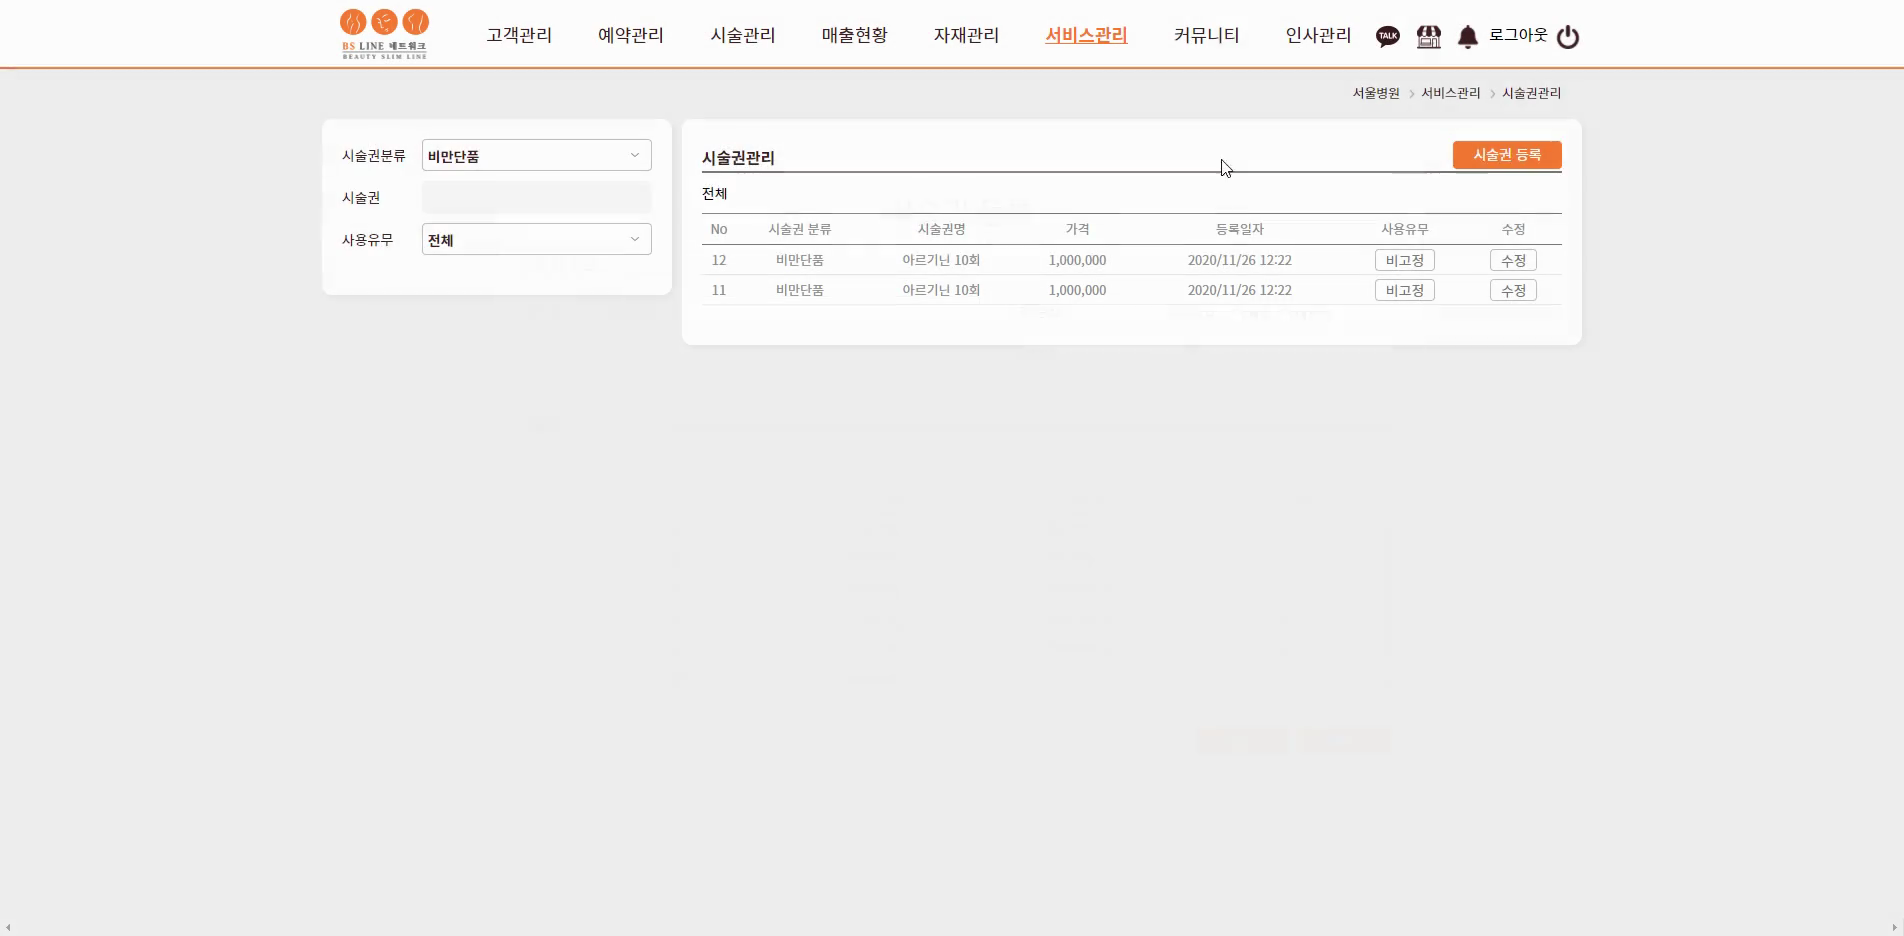 BS LINE 네트워크
BEAUTY SLIM LINE
고객관리 예약관리 시술관리 매출현황 자재관리 서비스관리 커뮤니티 인사관리 TALK 로그아웃
서울병원 > 서비스관리 > 시술권관리
시술권분류 비만단품
시술권
사용유무 전체
시술권관리 시술권 등록
전체
No 시술권 분류 시술권명 가격 등록일자 사용유무 수정
12 비만단품 아르기닌 10회 1,000,000 2020/11/26 12:22 비고정 수정
11 비만단품 아르기닌 10회 1,000,000 2020/11/26 12:22 비고정 수정